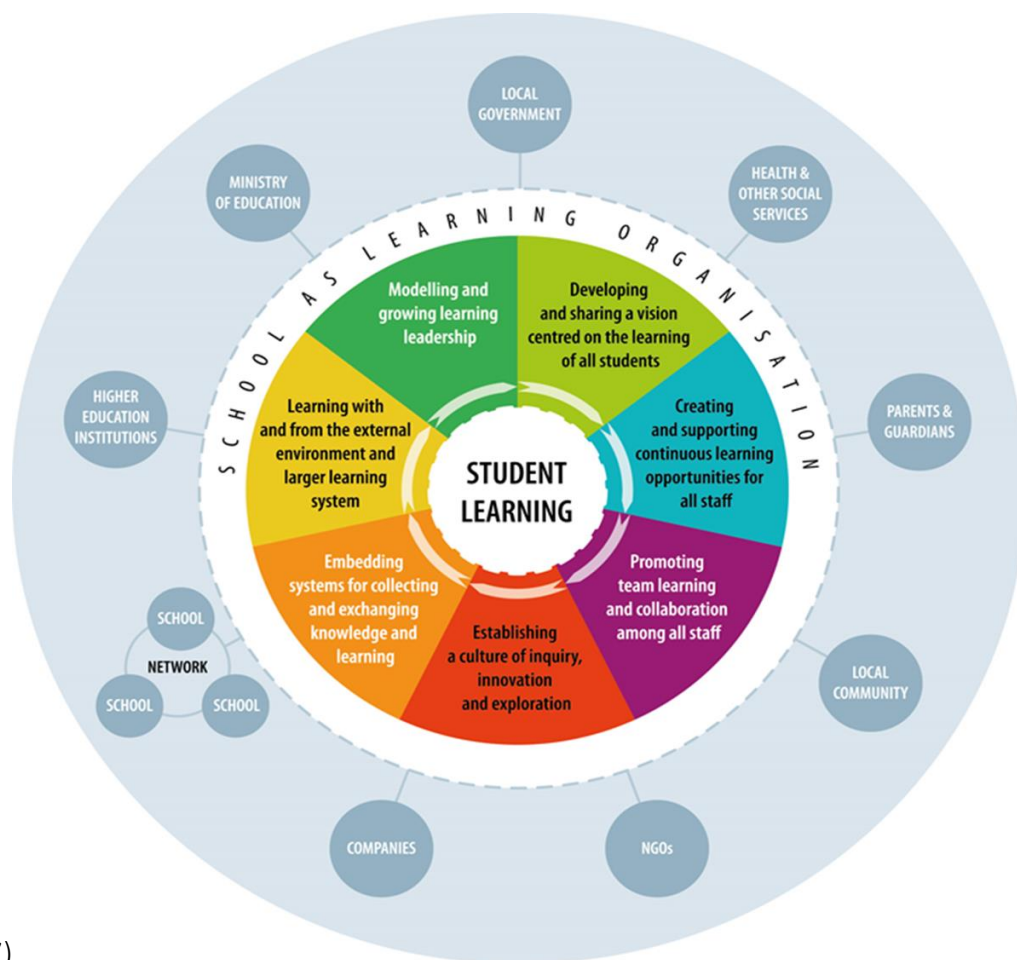 LOCAL
GOVERNMENT
HEALTH &
OTHER SOCIAL
SERVICES
MINISTRY
OF EDUCATION
SCHOOL AS LEARNING ORGANISATION
Modelling and
growing learning
leadership
Developing
and sharing a vision
centred on the learning
of all students
HIGHER
EDUCATION
INSTITUTIONS
Learning with
and from the external
environment and
larger learning
system
Creating
and supporting
continuous learning
opportunities for
all staff
PARENTS &
GUARDIANS
STUDENT
LEARNING
Embedding
systems for collecting
and exchanging
knowledge and
learning
Promoting
team learning
and collaboration
among all staff
Establishing
a culture of inquiry,
innovation
and exploration
SCHOOL
NETWORK
SCHOOL
SCHOOL
LOCAL
COMMUNITY
COMPANIES
NGOs